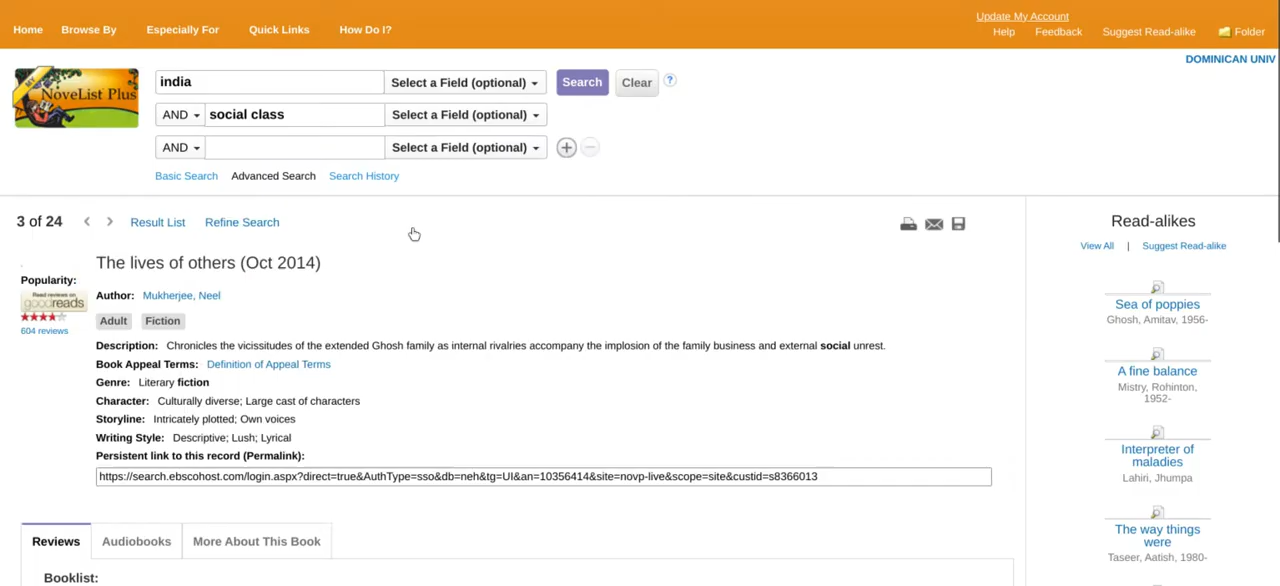 Update My Account
Home Browse By Especially For Quick Links How Do I? Help Feedback Suggest Read-alike Folder
DOMINICAN UNIV
MY
NoveList Plus
india Select a Field (optional) Search Clear ?
AND social class Select a Field (optional)
AND Select a Field (optional)
Basic Search Advanced Search Search History
3 of 24 Result List Refine Search
The lives of others (Oct 2014)
Popularity:
Read reviews on
goodreads
604 reviews
Author: Mukherjee, Neel
Adult Fiction
Description: Chronicles the vicissitudes of the extended Ghosh family as internal rivalries accompany the implosion of the family business and external social unrest.
Book Appeal Terms: Definition of Appeal Terms
Genre: Literary fiction
Character: Culturally diverse; Large cast of characters
Storyline: Intricately plotted; Own voices
Writing Style: Descriptive; Lush; Lyrical
Persistent link to this record (Permalink):
https://search.ebscohost.com/login.aspx?direct=true&AuthType=sso&db=neh&tg=UI&an=10356414&site=novp-live&scope=site&custid=s8366013
Reviews Audiobooks More About This Book
Booklist:
Read-alikes
View All | Suggest Read-alike
Sea of poppies
Ghosh, Amitav, 1956-
A fine balance
Mistry, Rohinton,
1952-
Interpreter of
maladies
Lahiri, Jhumpa
The way things
were
Taseer, Aatish, 1980-